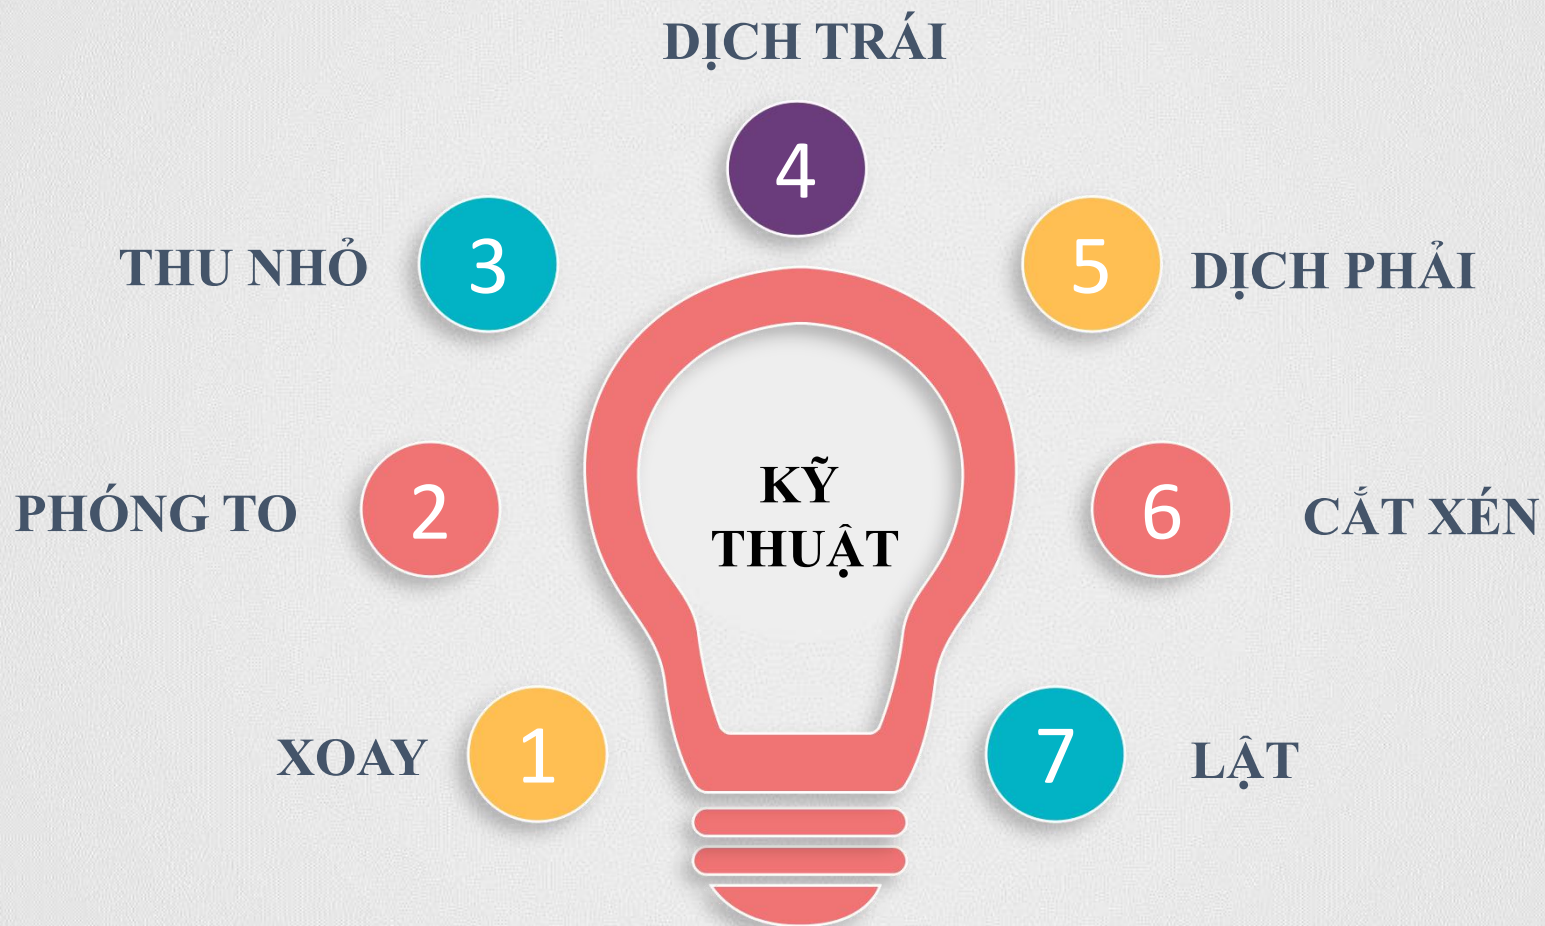 DỊCH TRÁI
4
THU NHỎ
3
5
DỊCH PHẢI
KỸ
THUẬT
PHÓNG TO
2
6
CẮT XÉN
XOAY
1
7
LẬT